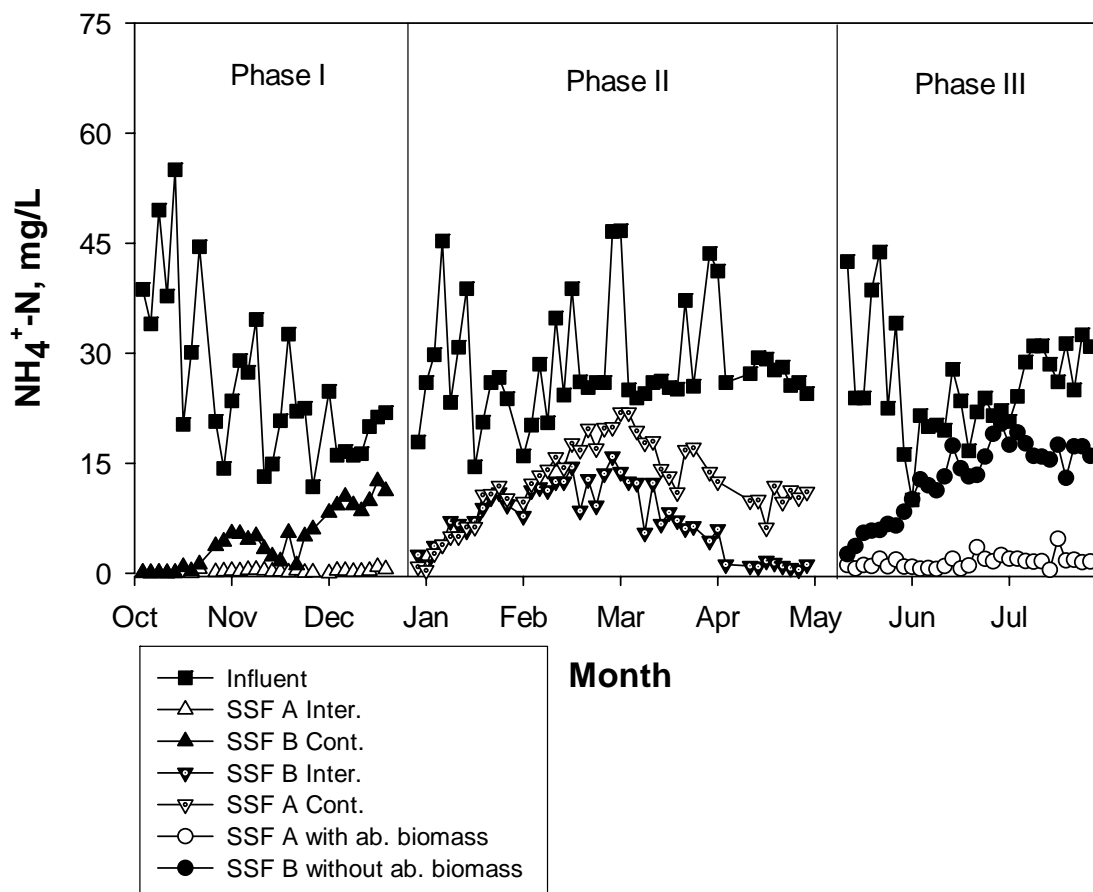 75
60
45
30
15
0
NH4+-N, mg/L
Phase I
Phase II
Phase III
Oct Nov Dec Jan Feb Mar Apr May Jun Jul
Month
Influent
SSF A Inter.
SSF B Cont.
SSF B Inter.
SSF A Cont.
SSF A with ab. biomass
SSF B without ab. biomass